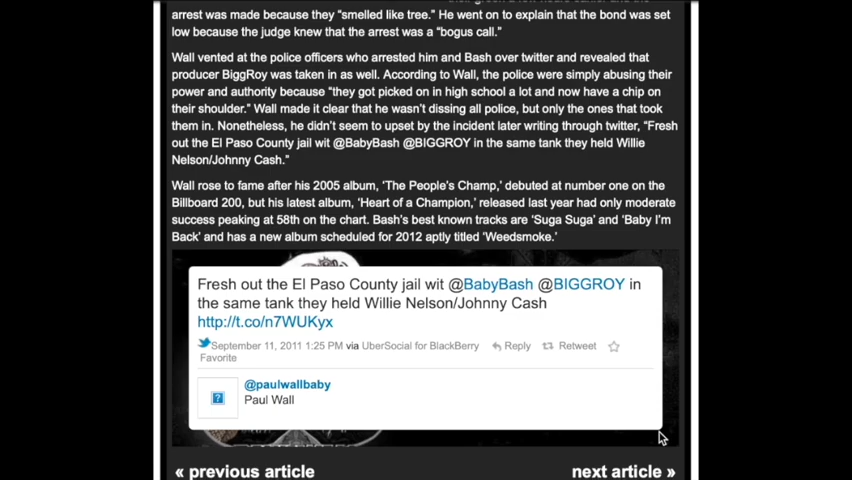 arrest was made because they “smelled like tree.” He went on to explain that the bond was set
low because the judge knew that the arrest was a “bogus call.”
Wall vented at the police officers who arrested him and Bash over twitter and revealed that
producer BiggRoy was taken in as well. According to Wall, the police were simply abusing their
power and authority because “they got picked on in high school a lot and now have a chip on
their shoulder.” Wall made it clear that he wasn’t dissing all police, but only the ones that took
them in. Nonetheless, he didn’t seem to upset by the incident later writing through twitter, “Fresh
out the El Paso County jail wit @BabyBash @BIGGROY in the same tank they held Willie
Nelson/Johnny Cash.”
Wall rose to fame after his 2005 album, ‘The People’s Champ,’ debuted at number one on the
Billboard 200, but his latest album, ‘Heart of a Champion,’ released last year had only moderate
success peaking at 58th on the chart. Bash’s best known tracks are ‘Suga Suga’ and ‘Baby I’m
Back’ and has a new album scheduled for 2012 aptly titled ‘Weedsmoke.’
Fresh out the El Paso County jail wit @BabyBash @BIGGROY in
the same tank they held Willie Nelson/Johnny Cash
http://t.co/n7WUKyx
September 11, 2011 1:25 PM via UberSocial for BlackBerry Reply Retweet
Favorite
@paulwallbaby
?
Paul Wall
« previous article next article »